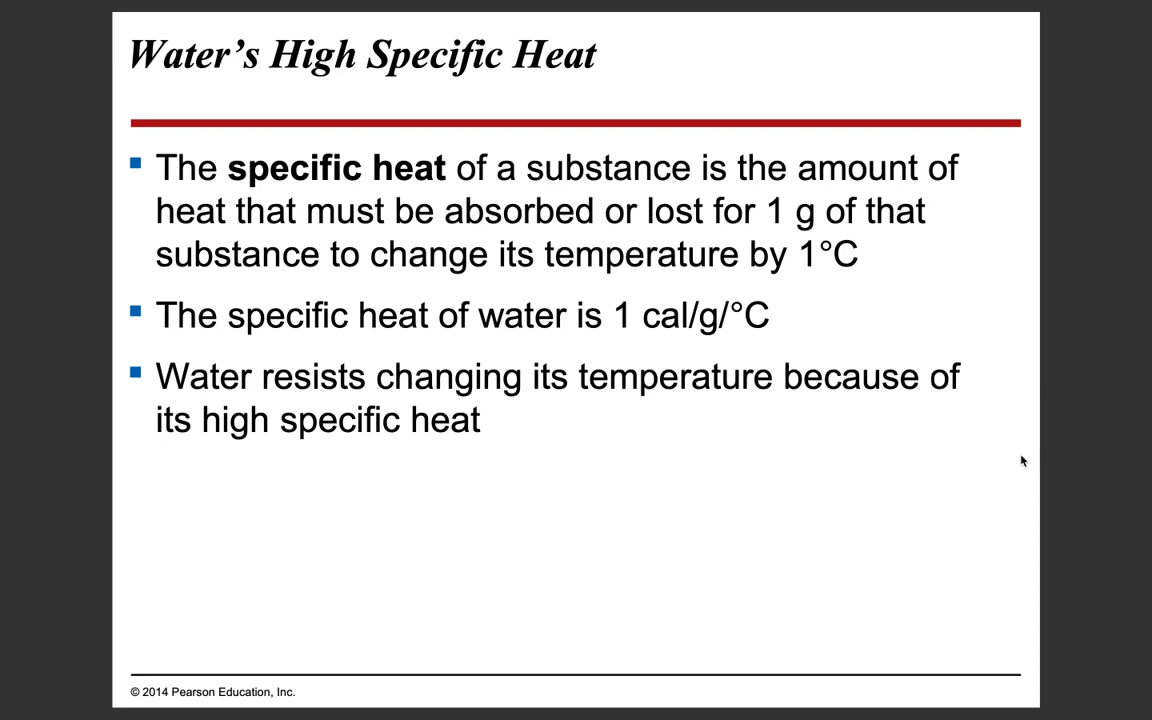 Water’s High Specific Heat
The specific heat of a substance is the amount of
heat that must be absorbed or lost for 1 g of that
substance to change its temperature by 1°C
The specific heat of water is 1 cal/g/°C
Water resists changing its temperature because of
its high specific heat
© 2014 Pearson Education, Inc.